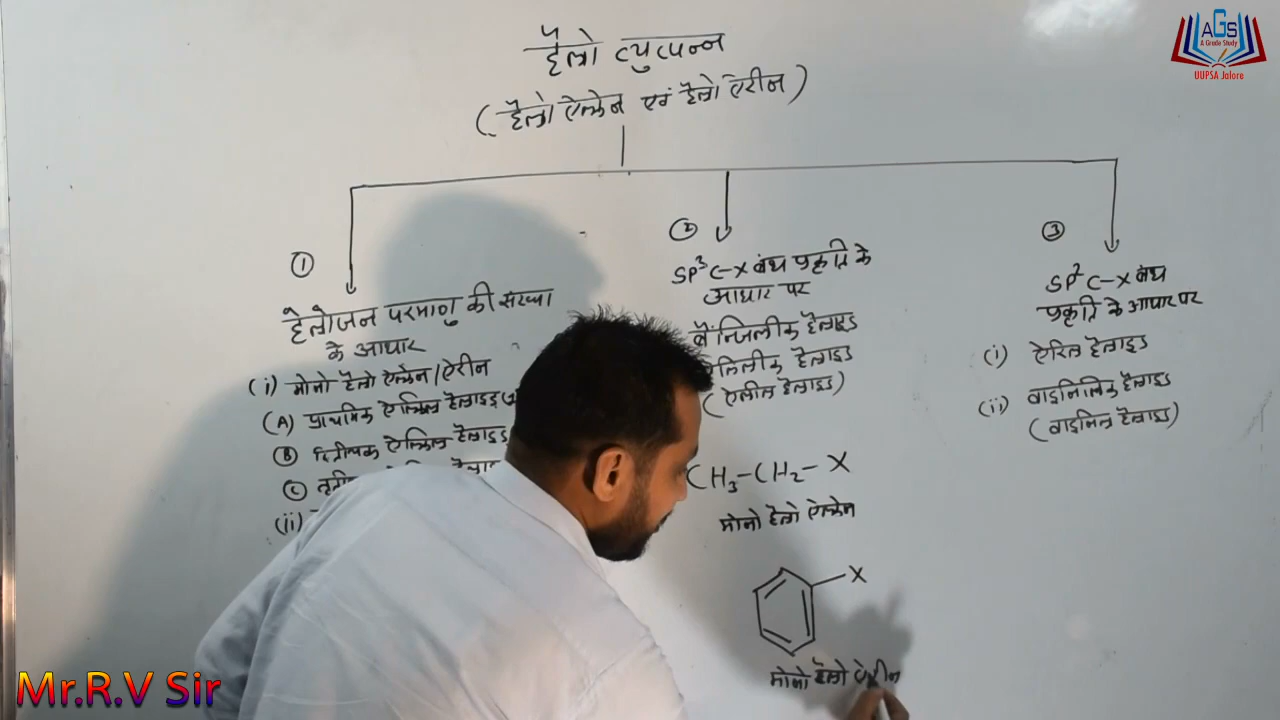 हैलो व्युत्पन्न
(हैलो ऐल्केन एवं हैलो ऐरीन)
①
हैलोजन परमाणु की संख्या
के आधार
(i) मोनो हैलो ऐल्केन/ऐरीन
(A) प्राथमिक ऐल्किल हैलाइड
Ⓑ द्वितीयक ऐल्किल हैलाइड
Ⓒ
(ii)
②
SP³ C-X बंध प्रकृति के
आधार पर
बैंन्जिलीक हैलाइड
ऐलिलीक हैलाइड
(ऐलील हैलाइड)
CH₃-CH₂-X
मोनो हैलो ऐल्केन
X
मोनो हैलो ऐरीन
③
SP² C-X बंध
प्रकृति के आधार पर
(i) ऐरिल हैलाइड
(ii) वाइनिलिक हैलाइड
(वाइनिल हैलाइड)
AGS
A Grade Study
UUPSA Jalore
Mr.R.V Sir